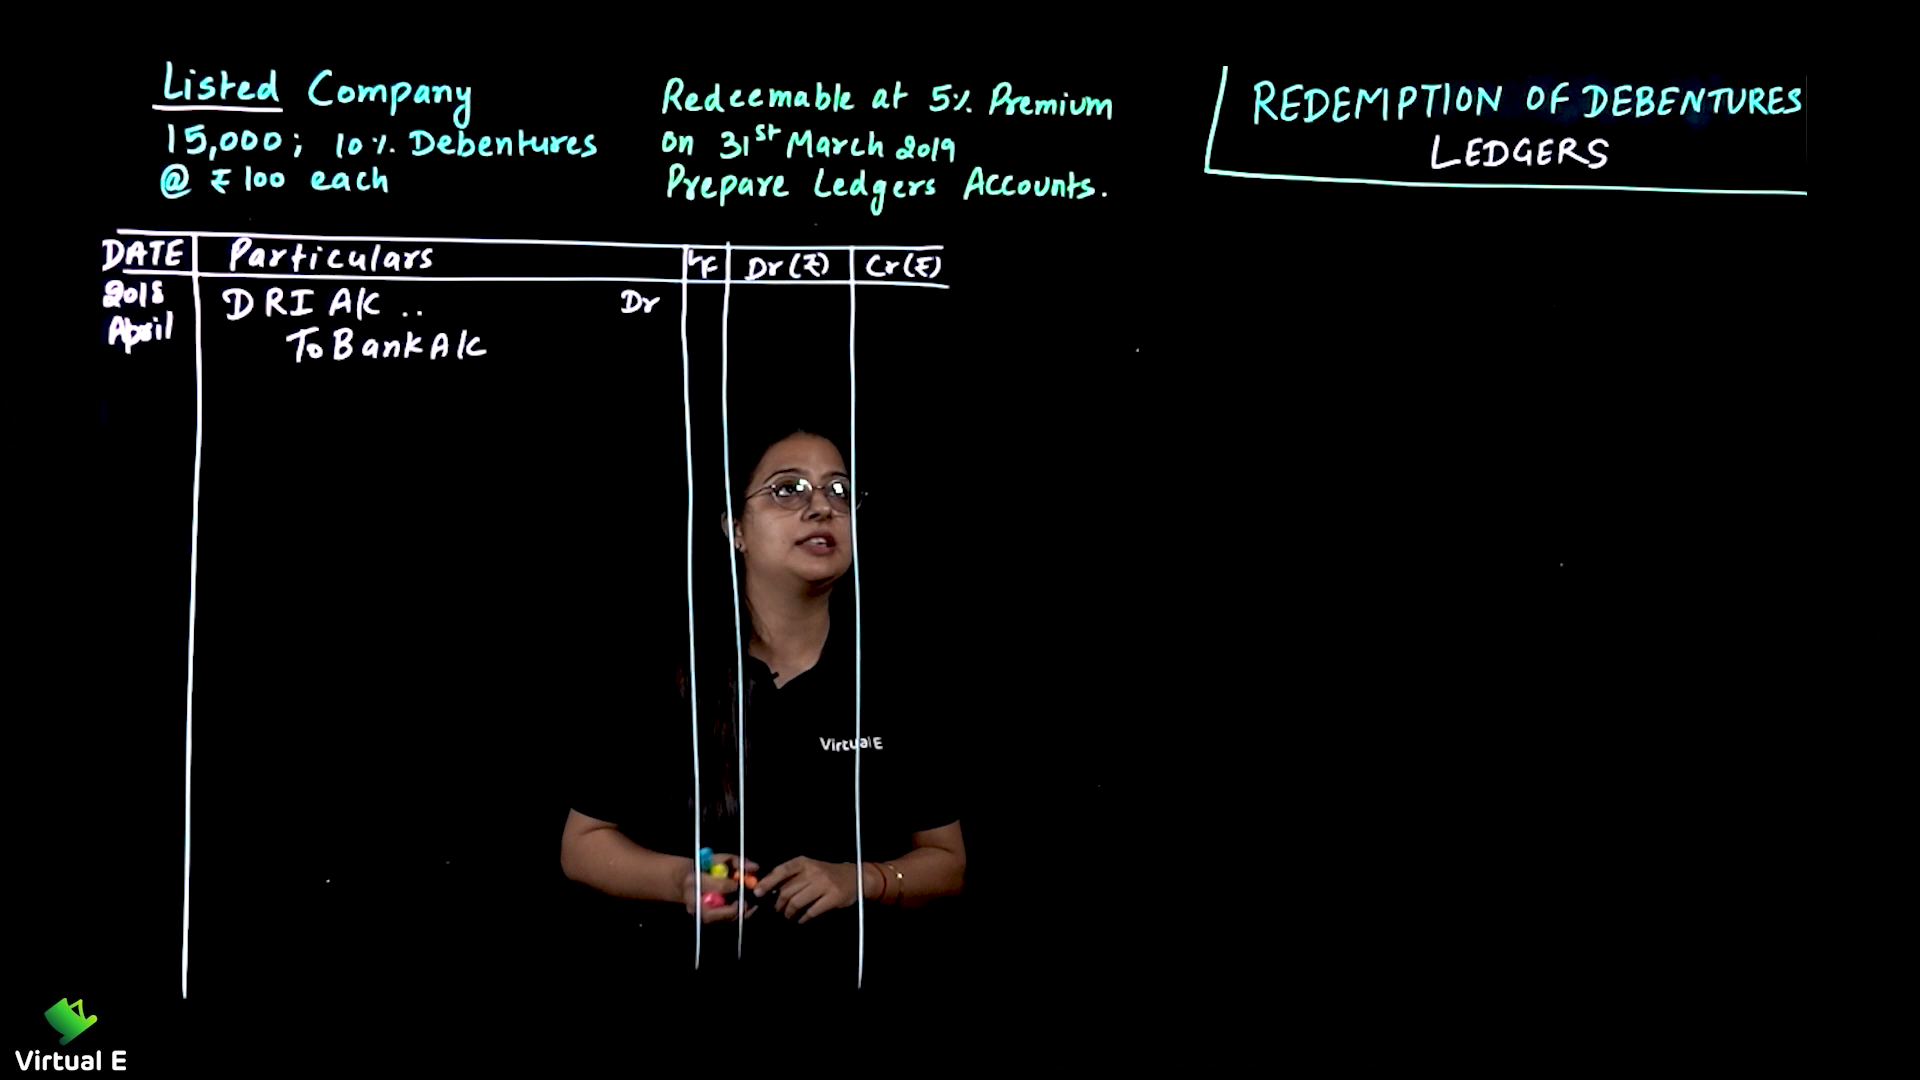 Listed Company
15,000; 10% Debentures
@ ₹ 100 each
Redeemable at 5% Premium
on 31st March 2019
Prepare Ledgers Accounts.
REDEMPTION OF DEBENTURES
LEDGERS
DATE Particulars LF Dr (₹) Cr (₹)
2018 DRI A/C .. Dr
April To Bank A/C
Virtual E
Virtual E